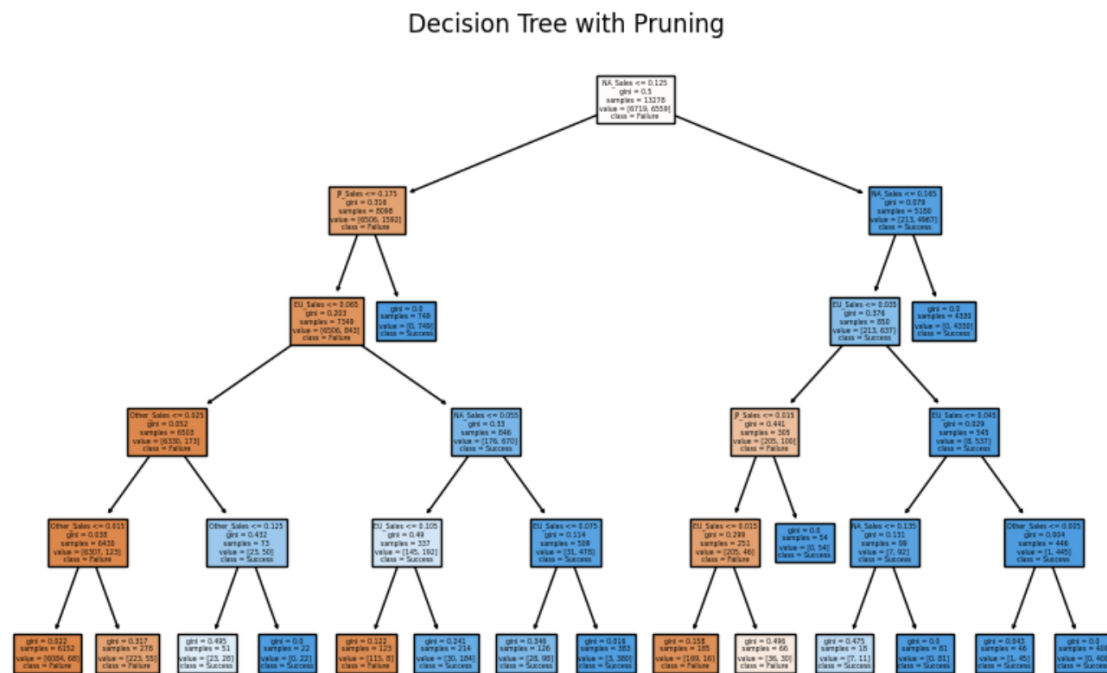 Decision Tree with Pruning
NA_Sales <= 0.125
gini = 0.5
samples = 13278
value = [6719, 6559]
class = Failure
JP_Sales <= 0.175
gini = 0.316
samples = 8098
value = [6506, 1592]
class = Failure
NA_Sales <= 0.165
gini = 0.079
samples = 5180
value = [213, 4967]
class = Success
EU_Sales <= 0.065
gini = 0.203
samples = 7349
value = [6506, 843]
class = Failure
gini = 0.0
samples = 749
value = [0, 749]
class = Success
EU_Sales <= 0.035
gini = 0.376
samples = 850
value = [213, 637]
class = Success
gini = 0.0
samples = 4330
value = [0, 4330]
class = Success
Other_Sales <= 0.025
gini = 0.052
samples = 6503
value = [6330, 173]
class = Failure
NA_Sales <= 0.055
gini = 0.33
samples = 846
value = [176, 670]
class = Success
JP_Sales <= 0.015
gini = 0.441
samples = 305
value = [205, 100]
class = Failure
EU_Sales <= 0.045
gini = 0.029
samples = 545
value = [8, 537]
class = Success
Other_Sales <= 0.015
gini = 0.038
samples = 6430
value = [6307, 123]
class = Failure
Other_Sales <= 0.125
gini = 0.432
samples = 73
value = [23, 50]
class = Success
EU_Sales <= 0.105
gini = 0.49
samples = 337
value = [145, 192]
class = Success
EU_Sales <= 0.075
gini = 0.114
samples = 509
value = [31, 478]
class = Success
EU_Sales <= 0.015
gini = 0.299
samples = 251
value = [205, 46]
class = Failure
gini = 0.0
samples = 54
value = [0, 54]
class = Success
NA_Sales <= 0.135
gini = 0.131
samples = 99
value = [7, 92]
class = Success
Other_Sales <= 0.005
gini = 0.004
samples = 446
value = [1, 445]
class = Success
gini = 0.022
samples = 6152
value = [6084, 68]
class = Failure
gini = 0.317
samples = 278
value = [223, 55]
class = Failure
gini = 0.495
samples = 51
value = [23, 28]
class = Success
gini = 0.0
samples = 22
value = [0, 22]
class = Success
gini = 0.122
samples = 123
value = [115, 8]
class = Failure
gini = 0.241
samples = 214
value = [30, 184]
class = Success
gini = 0.346
samples = 126
value = [28, 98]
class = Success
gini = 0.016
samples = 383
value = [3, 380]
class = Success
gini = 0.158
samples = 185
value = [169, 16]
class = Failure
gini = 0.496
samples = 66
value = [36, 30]
class = Failure
gini = 0.475
samples = 18
value = [7, 11]
class = Success
gini = 0.0
samples = 81
value = [0, 81]
class = Success
gini = 0.043
samples = 46
value = [1, 45]
class = Success
gini = 0.0
samples = 400
value = [0, 400]
class = Success